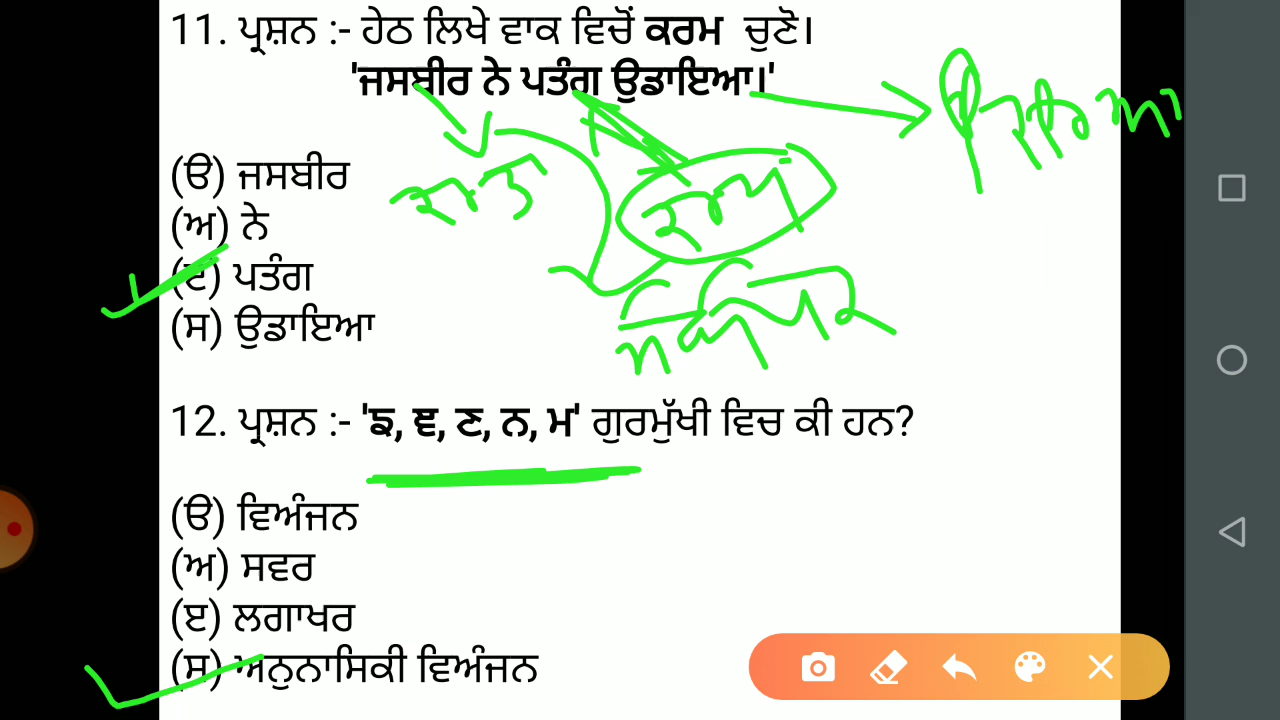 11. ਪ੍ਰਸ਼ਨ :- ਹੇਠ ਲਿਖੇ ਵਾਕ ਵਿਚੋਂ ਕਰਮ ਚੁਣੋ।
'ਜਸਬੀਰ ਨੇ ਪਤੰਗ ਉਡਾਇਆ।'
(ੳ) ਜਸਬੀਰ
(ਅ) ਨੇ
(ੲ) ਪਤੰਗ
(ਸ) ਉਡਾਇਆ
ਕਰਮ
12. ਪ੍ਰਸ਼ਨ :- 'ਙ, ਞ, ਣ, ਨ, ਮ' ਗੁਰਮੁੱਖੀ ਵਿਚ ਕੀ ਹਨ?
(ੳ) ਵਿਅੰਜਨ
(ਅ) ਸਵਰ
(ੲ) ਲਗਾਖਰ
(ਸ) ਅਨੁਨਾਸਿਕੀ ਵਿਅੰਜਨ